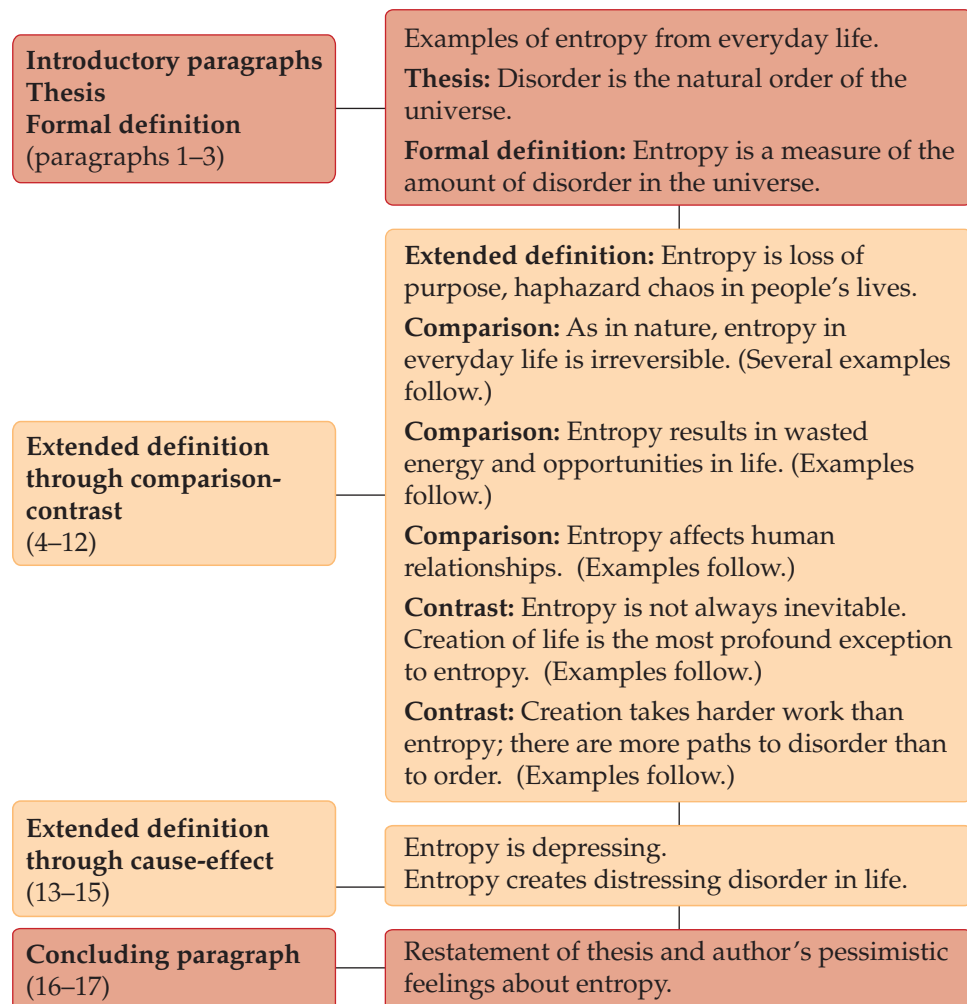 Introductory paragraphs
Thesis
Formal definition
(paragraphs 1–3)
Examples of entropy from everyday life.
Thesis: Disorder is the natural order of the
universe.
Formal definition: Entropy is a measure of the
amount of disorder in the universe.
Extended definition
through comparison-
contrast
(4–12)
Extended definition: Entropy is loss of
purpose, haphazard chaos in people’s lives.
Comparison: As in nature, entropy in
everyday life is irreversible. (Several examples
follow.)
Comparison: Entropy results in wasted
energy and opportunities in life. (Examples
follow.)
Comparison: Entropy affects human
relationships. (Examples follow.)
Contrast: Entropy is not always inevitable.
Creation of life is the most profound exception
to entropy. (Examples follow.)
Contrast: Creation takes harder work than
entropy; there are more paths to disorder than
to order. (Examples follow.)
Extended definition
through cause-effect
(13–15)
Entropy is depressing.
Entropy creates distressing disorder in life.
Concluding paragraph
(16–17)
Restatement of thesis and author’s pessimistic
feelings about entropy.